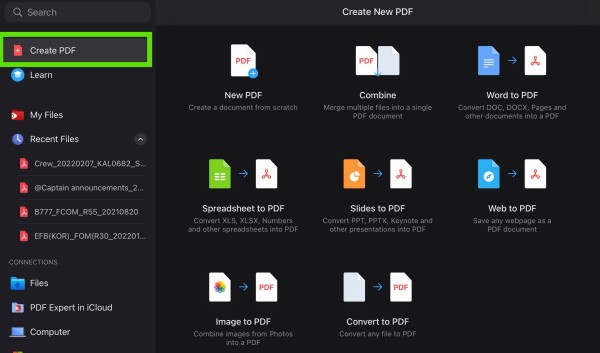 Search
Create PDF
Learn
My Files
Recent Files
Crew_20220207_KAL0682_S...
@Captain announcements_2...
B777_FCOM_R55_20210820
EFB(KOR)_FOM(R30_202201...
CONNECTIONS
Files
PDF Expert in iCloud
Computer
Create New PDF
PDF
New PDF
Create a document from scratch
PDF
Combine
Merge multiple files into a single
PDF document
Word to PDF
Convert DOC, DOCX, Pages and
other documents into a PDF
Spreadsheet to PDF
Convert XLS, XLSX, Numbers
and other spreadsheets into PDF
Slides to PDF
Convert PPT, PPTX, Keynote and
other presentations into PDF
Web to PDF
Save any webpage as a
PDF document
PDF
Image to PDF
Combine images from Photos
into a PDF
PDF
Convert to PDF
Convert any file to PDF